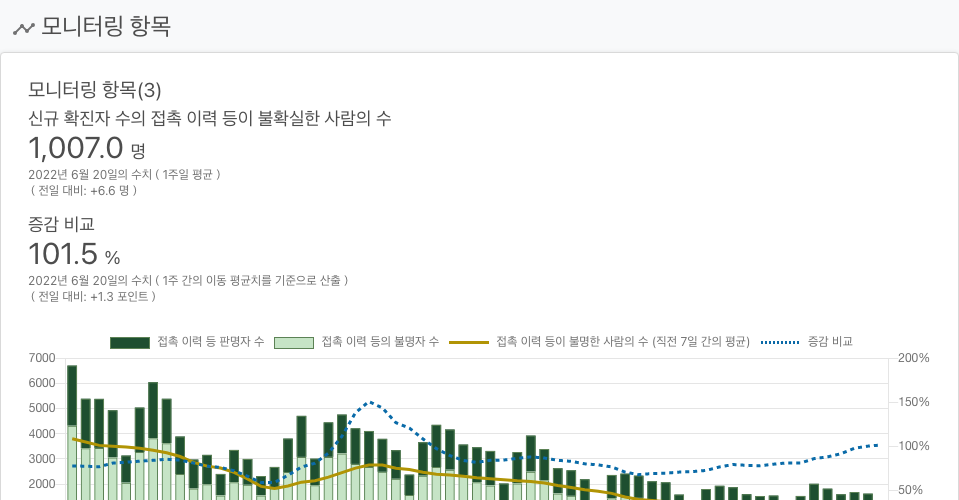 모니터링 항목
모니터링 항목(3)
신규 확진자 수의 접촉 이력 등이 불확실한 사람의 수
1,007.0 명
2022년 6월 20일의 수치 ( 1주일 평균 )
( 전일 대비: +6.6 명 )
증감 비교
101.5 %
2022년 6월 20일의 수치 ( 1주 간의 이동 평균치를 기준으로 산출 )
( 전일 대비: +1.3 포인트 )
접촉 이력 등 판명자 수 접촉 이력 등의 불명자 수 접촉 이력 등이 불명한 사람의 수 (직전 7일 간의 평균) 증감 비교
7000 200%
6000
5000 150%
4000
3000 100%
2000 50%